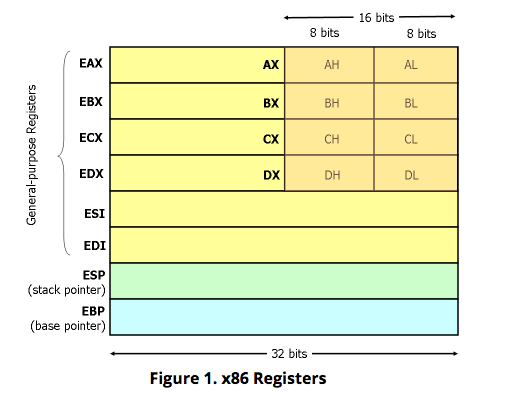 16 bits
8 bits 8 bits
General-purpose Registers
EAX AX AH AL
EBX BX BH BL
ECX CX CH CL
EDX DX DH DL
ESI
EDI
ESP
(stack pointer)
EBP
(base pointer)
32 bits
Figure 1. x86 Registers